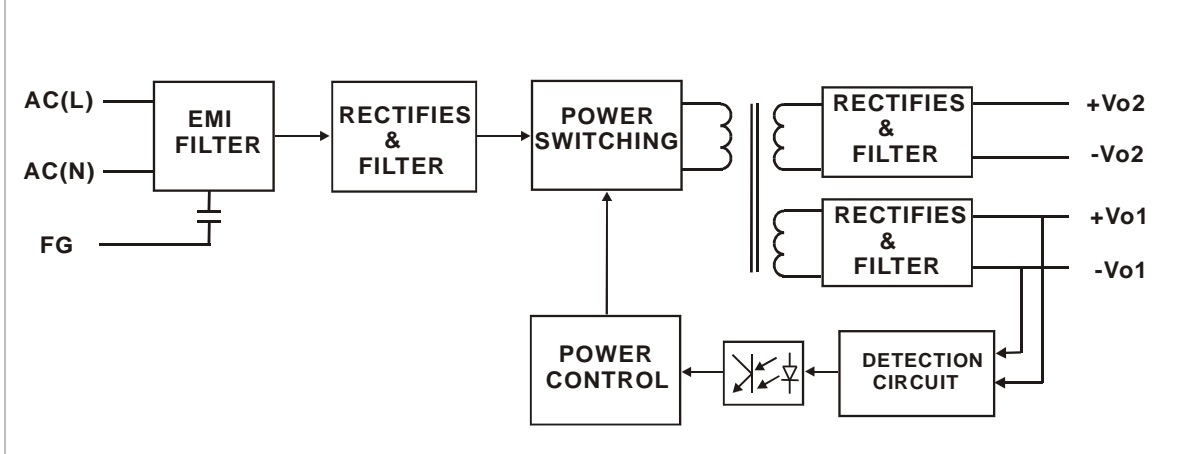 AC(L)
AC(N)
FG
EMI
FILTER
RECTIFIES
&
FILTER
POWER
SWITCHING
RECTIFIES
&
FILTER
+Vo2
-Vo2
RECTIFIES
&
FILTER
+Vo1
-Vo1
POWER
CONTROL
DETECTION
CIRCUIT